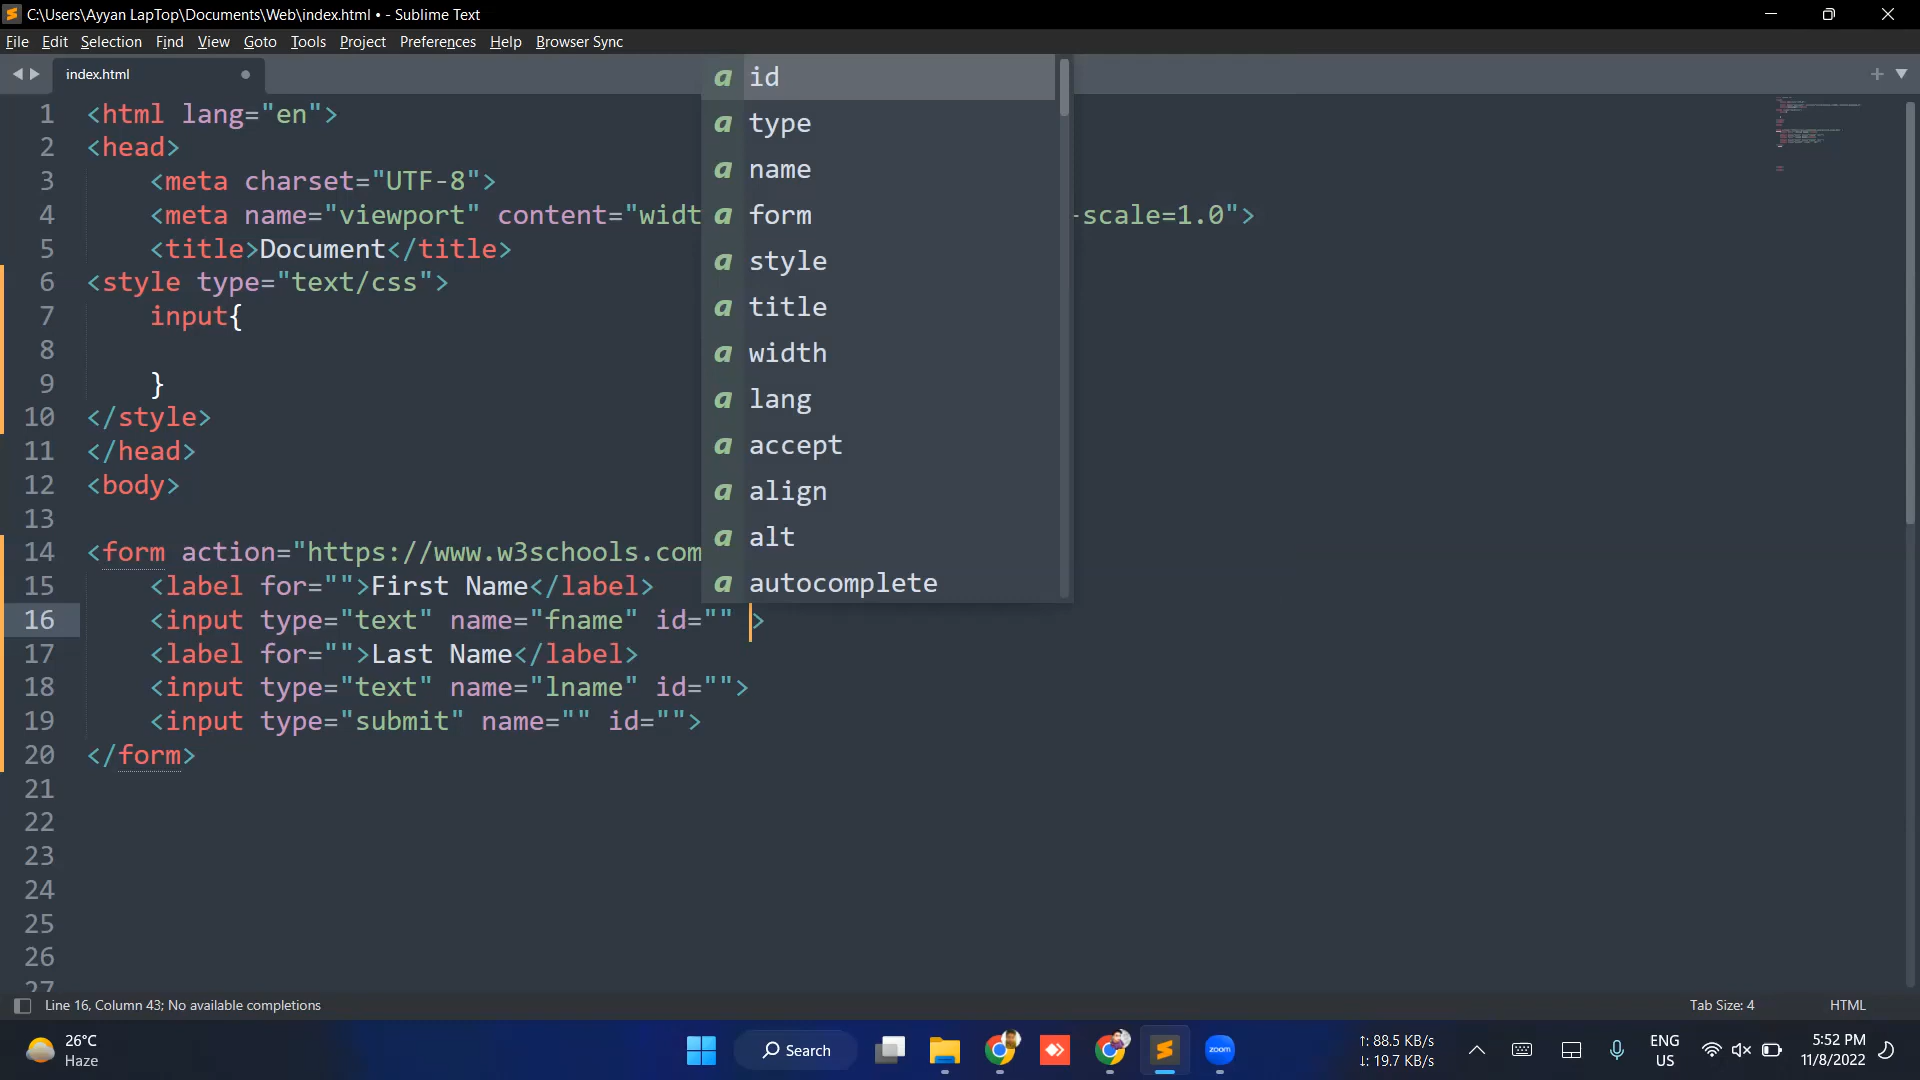 C:\Users\Ayyan LapTop\Documents\Web\index.html • - Sublime Text
File Edit Selection Find View Goto Tools Project Preferences Help Browser Sync
index.html
1 <html lang="en">
2 <head>
3 <meta charset="UTF-8">
4 <meta name="viewport" content="widt -scale=1.0">
5 <title>Document</title>
6 <style type="text/css">
7 input{
8
9 }
10 </style>
11 </head>
12 <body>
13
14 <form action="https://www.w3schools.com
15 <label for="">First Name</label>
16 <input type="text" name="fname" id="" >
17 <label for="">Last Name</label>
18 <input type="text" name="lname" id="">
19 <input type="submit" name="" id="">
20 </form>
21
22
23
24
25
26
27
a id
a type
a name
a form
a style
a title
a width
a lang
a accept
a align
a alt
a autocomplete
Line 16, Column 43; No available completions
Tab Size: 4 HTML
26°C
Haze
Search
zoom
↑: 88.5 KB/s
↓: 19.7 KB/s
ENG
US
5:52 PM
11/8/2022